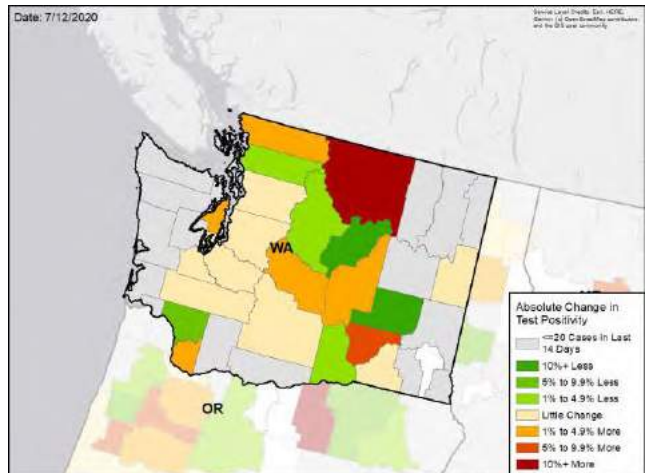 Date: 7/12/2020
WA
OR
Absolute Change in
Test Positivity
<=20 Cases in Last
14 Days
10%+ Less
5% to 9.9% Less
1% to 4.9% Less
Little Change
1% to 4.9% More
5% to 9.9% More
10%+ More